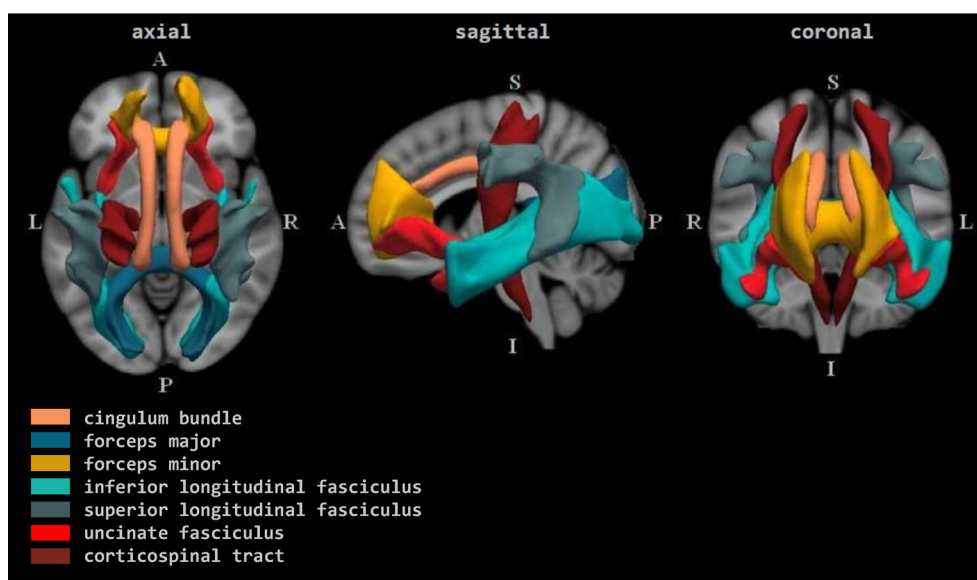 axial sagittal coronal
A S S
L R A P R L
I I
P
cingulum bundle
forceps major
forceps minor
inferior longitudinal fasciculus
superior longitudinal fasciculus
uncinate fasciculus
corticospinal tract